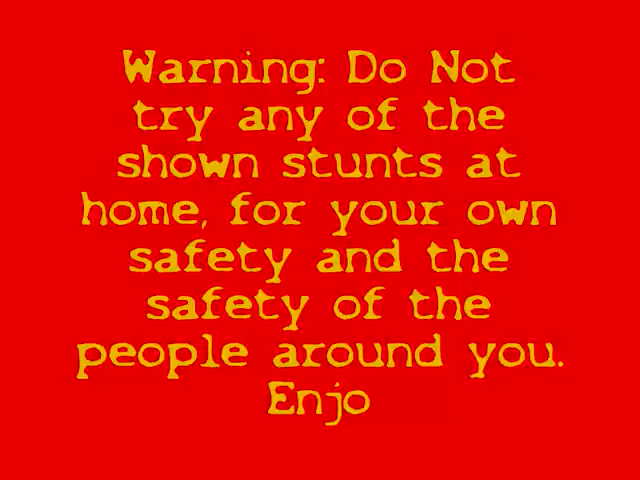 Warning: Do Not
try any of the
shown stunts at
home, for your own
safety and the
safety of the
people around you.
Enjo